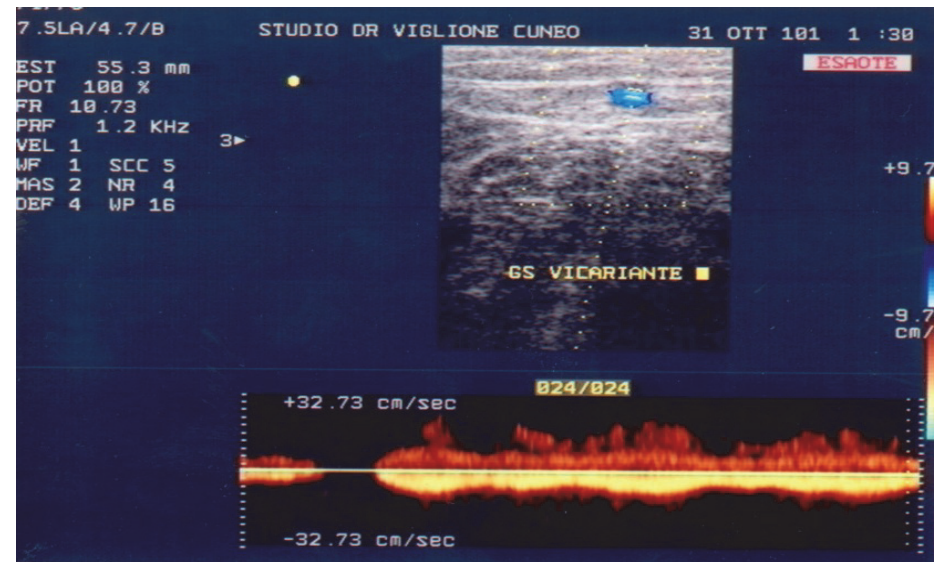 7.5LA/4.7/B
STUDIO DR VIGLIONE CUNEO
31 OTT 101 1 :30
ESAOTE
EST 55.3 mm
POT 100 %
FR 10.73
PRF 1.2 KHz
VEL 1
WF 1 SCC 5
MAS 2 NR 4
DEF 4 WP 16
3
+9.7
GS VICARIANTE
-9.7
cm/
024/024
+32.73 cm/sec
-32.73 cm/sec